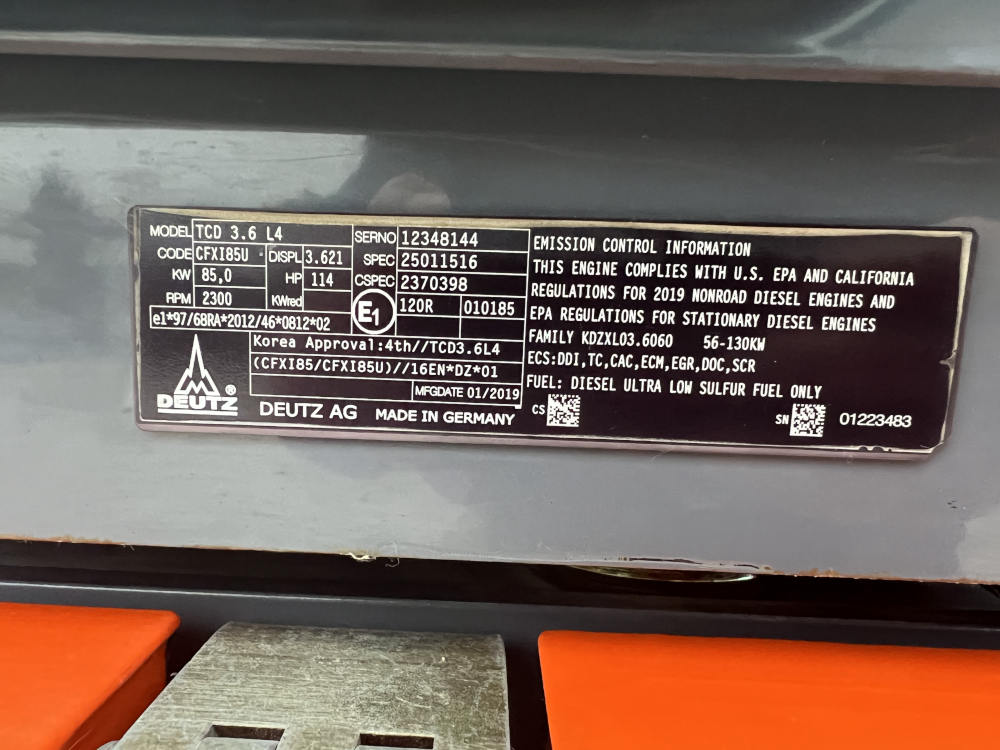 MODEL TCD 3.6 L4
CODE CFXI85U DISPL 3.621
KW 85,0 HP 114
RPM 2300 KWred
e1*97/68RA*2012/46*0812*02
SERNO 12348144
SPEC 25011516
CSPEC 2370398
E1 120R 010185
Korea Approval:4th//TCD3.6L4
(CFXI85/CFXI85U)//16EN*DZ*01
MFGDATE 01/2019
DEUTZ ®
DEUTZ AG MADE IN GERMANY
EMISSION CONTROL INFORMATION
THIS ENGINE COMPLIES WITH U.S. EPA AND CALIFORNIA
REGULATIONS FOR 2019 NONROAD DIESEL ENGINES AND
EPA REGULATIONS FOR STATIONARY DIESEL ENGINES
FAMILY KDZXL03.6060 56-130KW
ECS:DDI,TC,CAC,ECM,EGR,DOC,SCR
FUEL: DIESEL ULTRA LOW SULFUR FUEL ONLY
CS SN 01223483